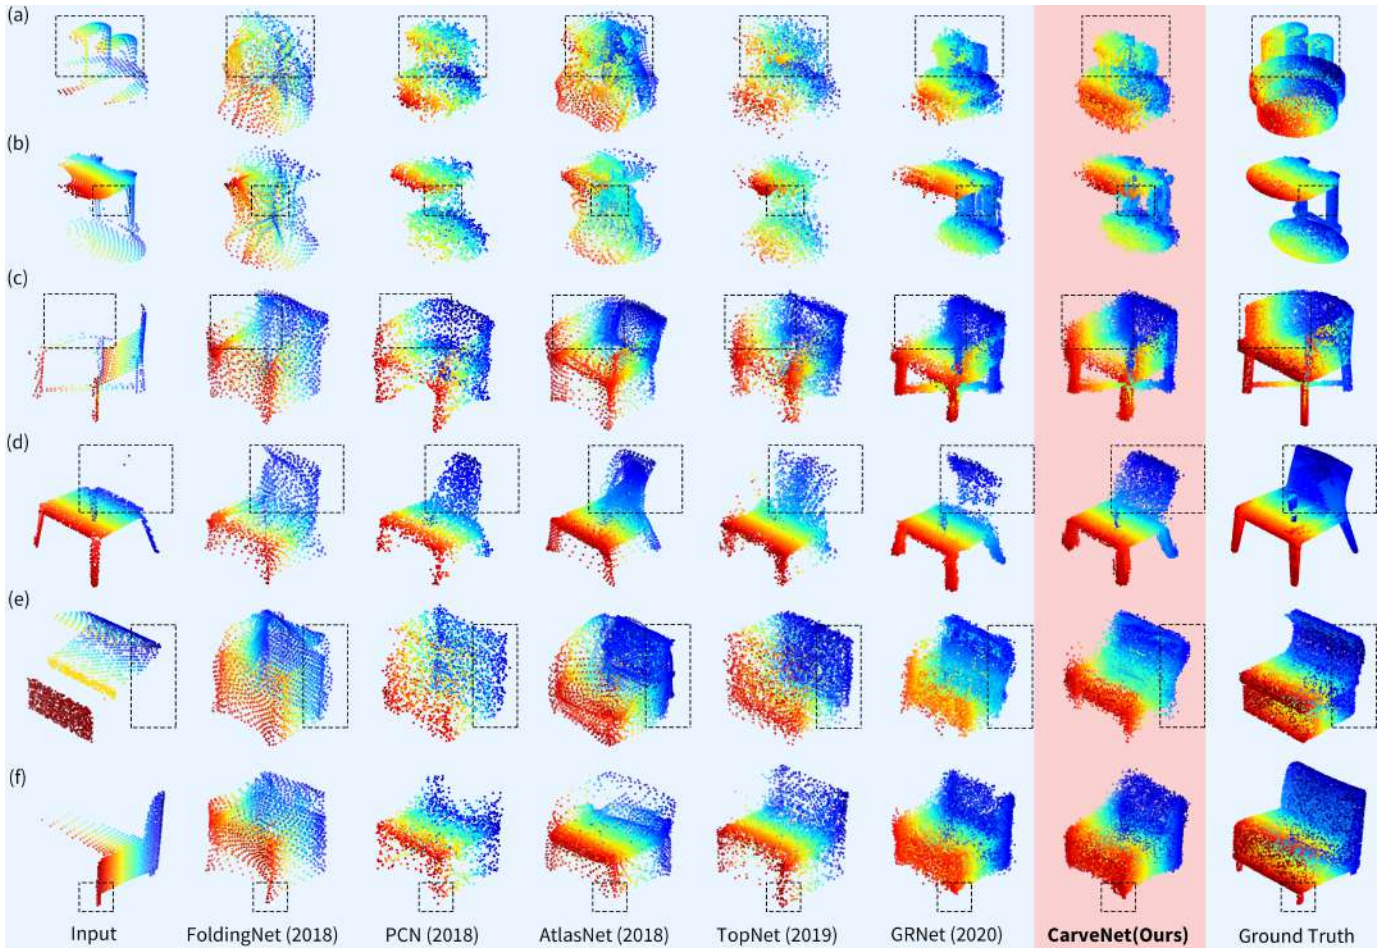 (a)
(b)
(c)
(d)
(e)
(f)
Input FoldingNet (2018) PCN (2018) AtlasNet (2018) TopNet (2019) GRNet (2020) CarveNet(Ours) Ground Truth